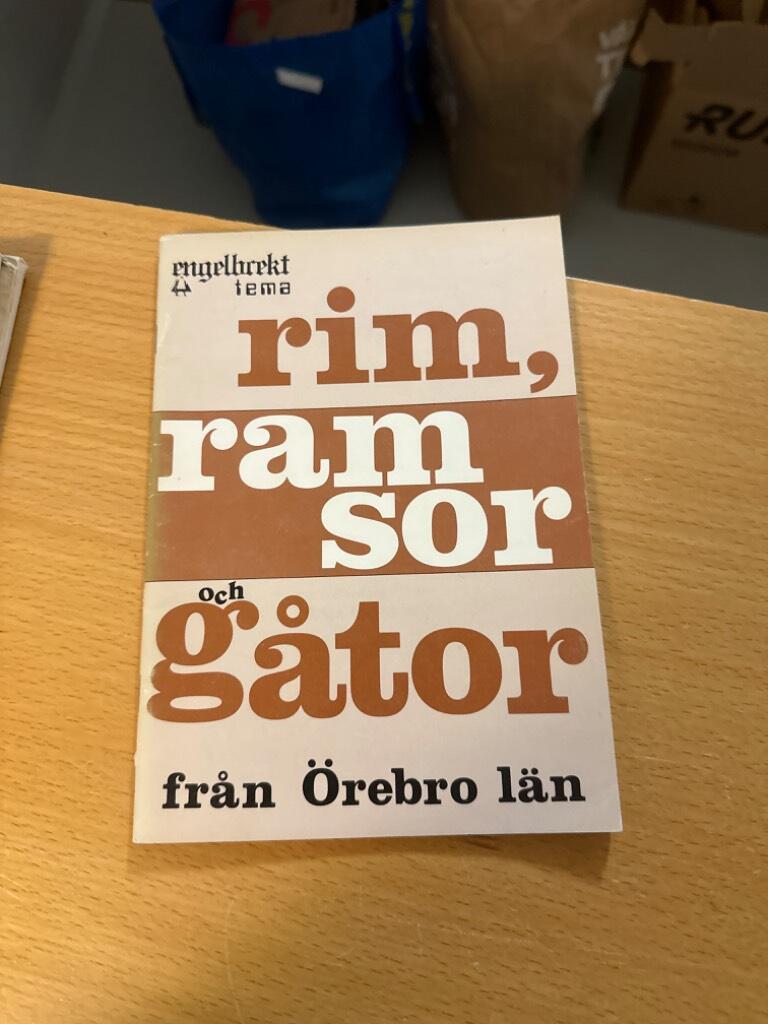 engelbrekt
tema
rim,
ram
sor
och
gåtor
från Örebro län